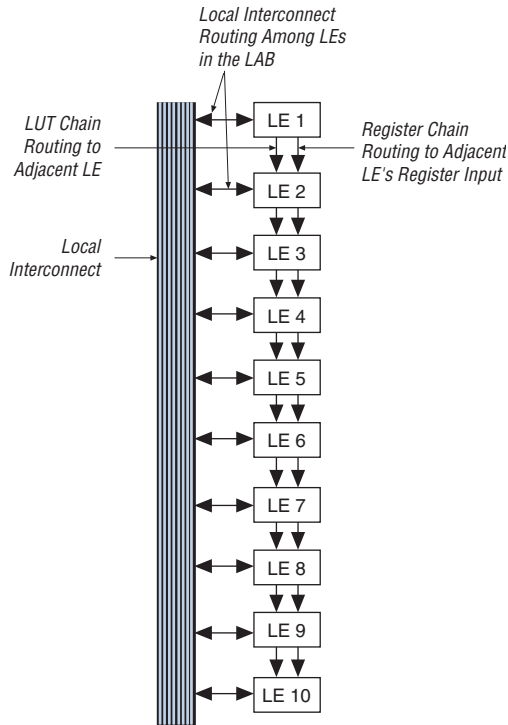 Local Interconnect
Routing Among LEs
in the LAB
LUT Chain
Routing to
Adjacent LE
Register Chain
Routing to Adjacent
LE's Register Input
Local
Interconnect
LE 1
LE 2
LE 3
LE 4
LE 5
LE 6
LE 7
LE 8
LE 9
LE 10